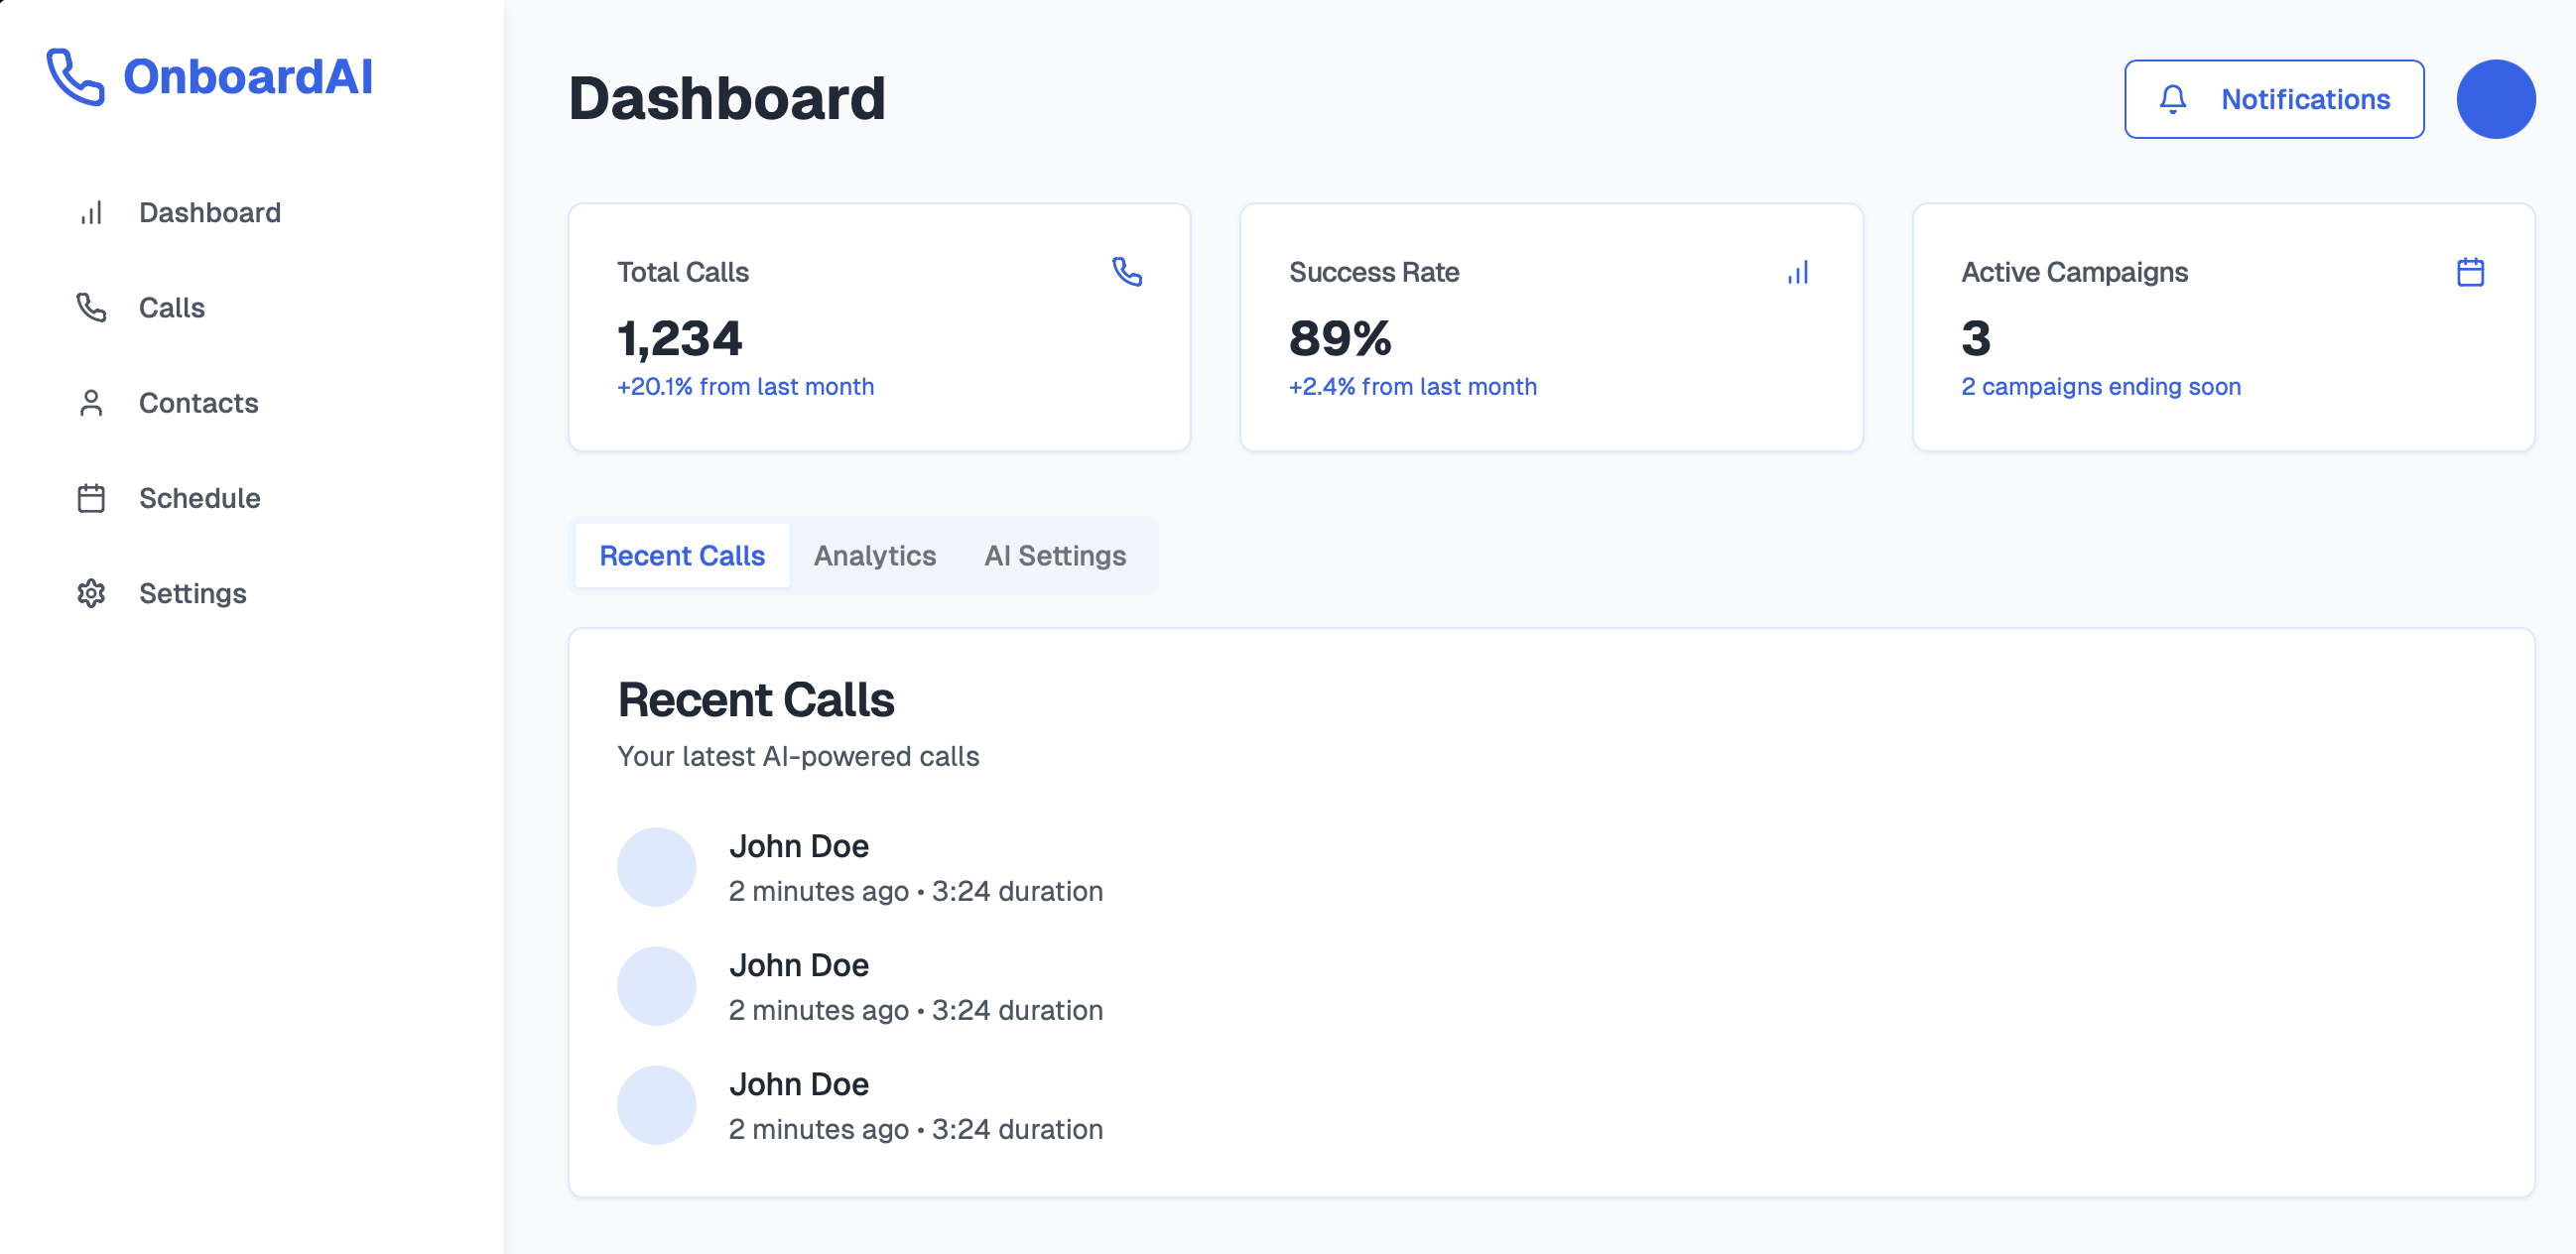 OnboardAI
Dashboard
Calls
Contacts
Schedule
Settings
Dashboard
Notifications
Total Calls
1,234
+20.1% from last month
Success Rate
89%
+2.4% from last month
Active Campaigns
3
2 campaigns ending soon
Recent Calls
Analytics
AI Settings
Recent Calls
Your latest AI-powered calls
John Doe
2 minutes ago • 3:24 duration
John Doe
2 minutes ago • 3:24 duration
John Doe
2 minutes ago • 3:24 duration